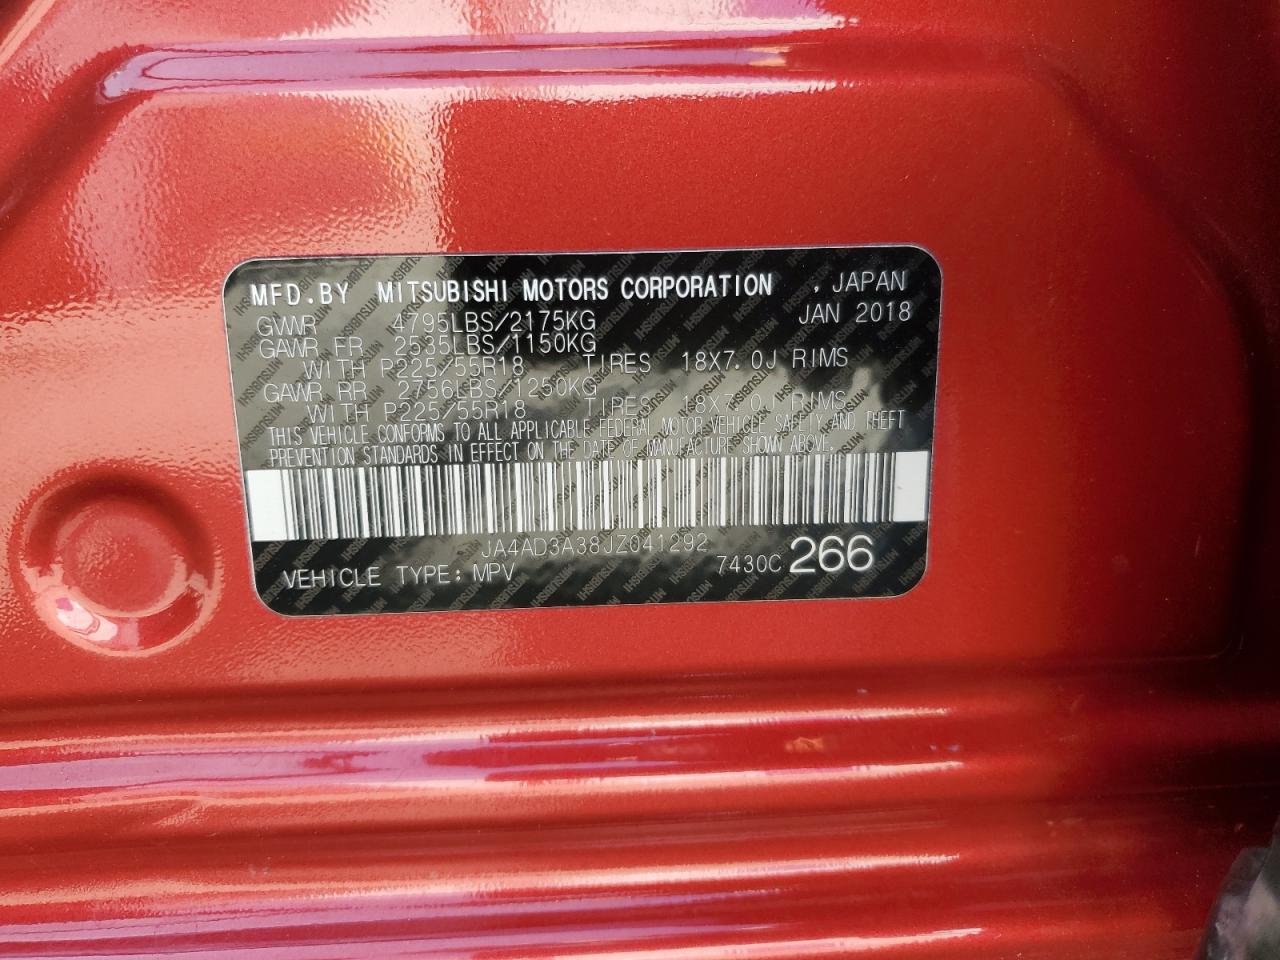 MFD.BY MITSUBISHI MOTORS CORPORATION , JAPAN
GVWR 4795LBS/2175KG JAN 2018
GAWR FR 2535LBS/1150KG
WITH P225/55R18 TIRES 18X7.0J RIMS
GAWR RR 2756LBS/1250KG
WITH P225/55R18 TIRES 18X7.0J RIMS
THIS VEHICLE CONFORMS TO ALL APPLICABLE FEDERAL MOTOR VEHICLE SAFETY AND THEFT
PREVENTION STANDARDS IN EFFECT ON THE DATE OF MANUFACTURE SHOWN ABOVE.
JA4AD3A38JZ041292
VEHICLE TYPE: MPV 7430C 266